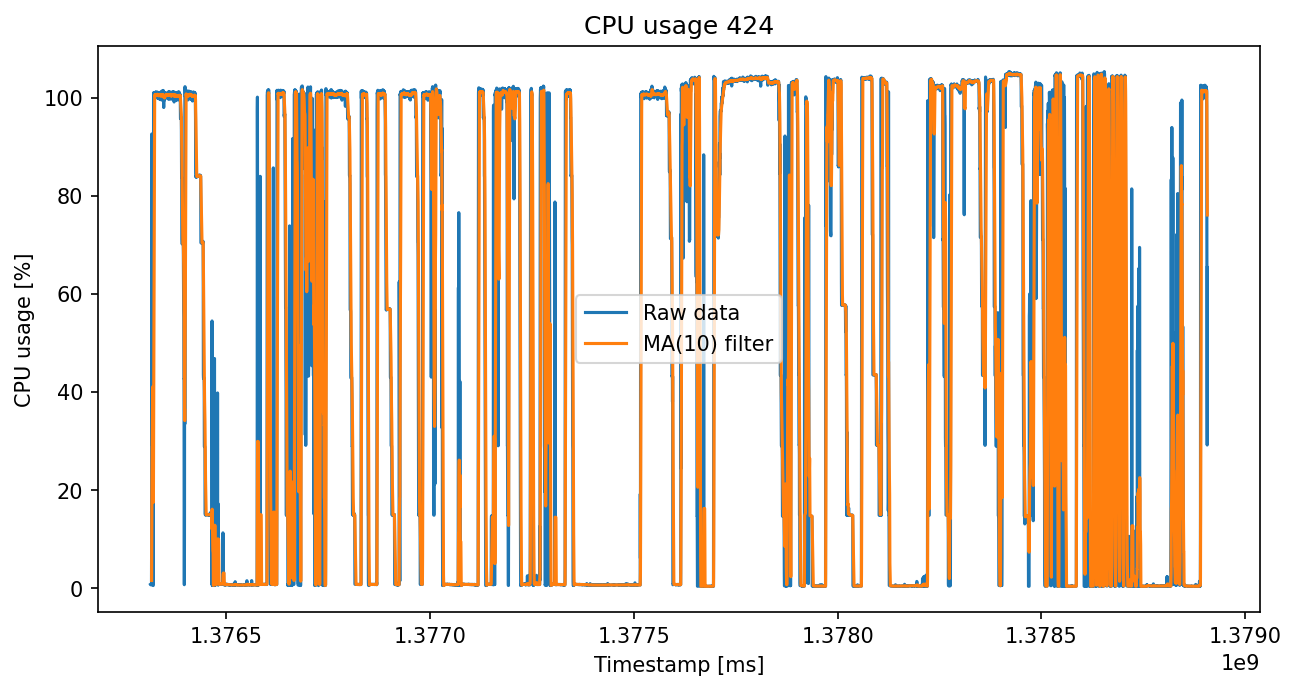 CPU usage 424
CPU usage [%]
100
80
60
40
20
0
Raw data
MA(10) filter
1.3765 1.3770 1.3775 1.3780 1.3785 1.3790
1e9
Timestamp [ms]